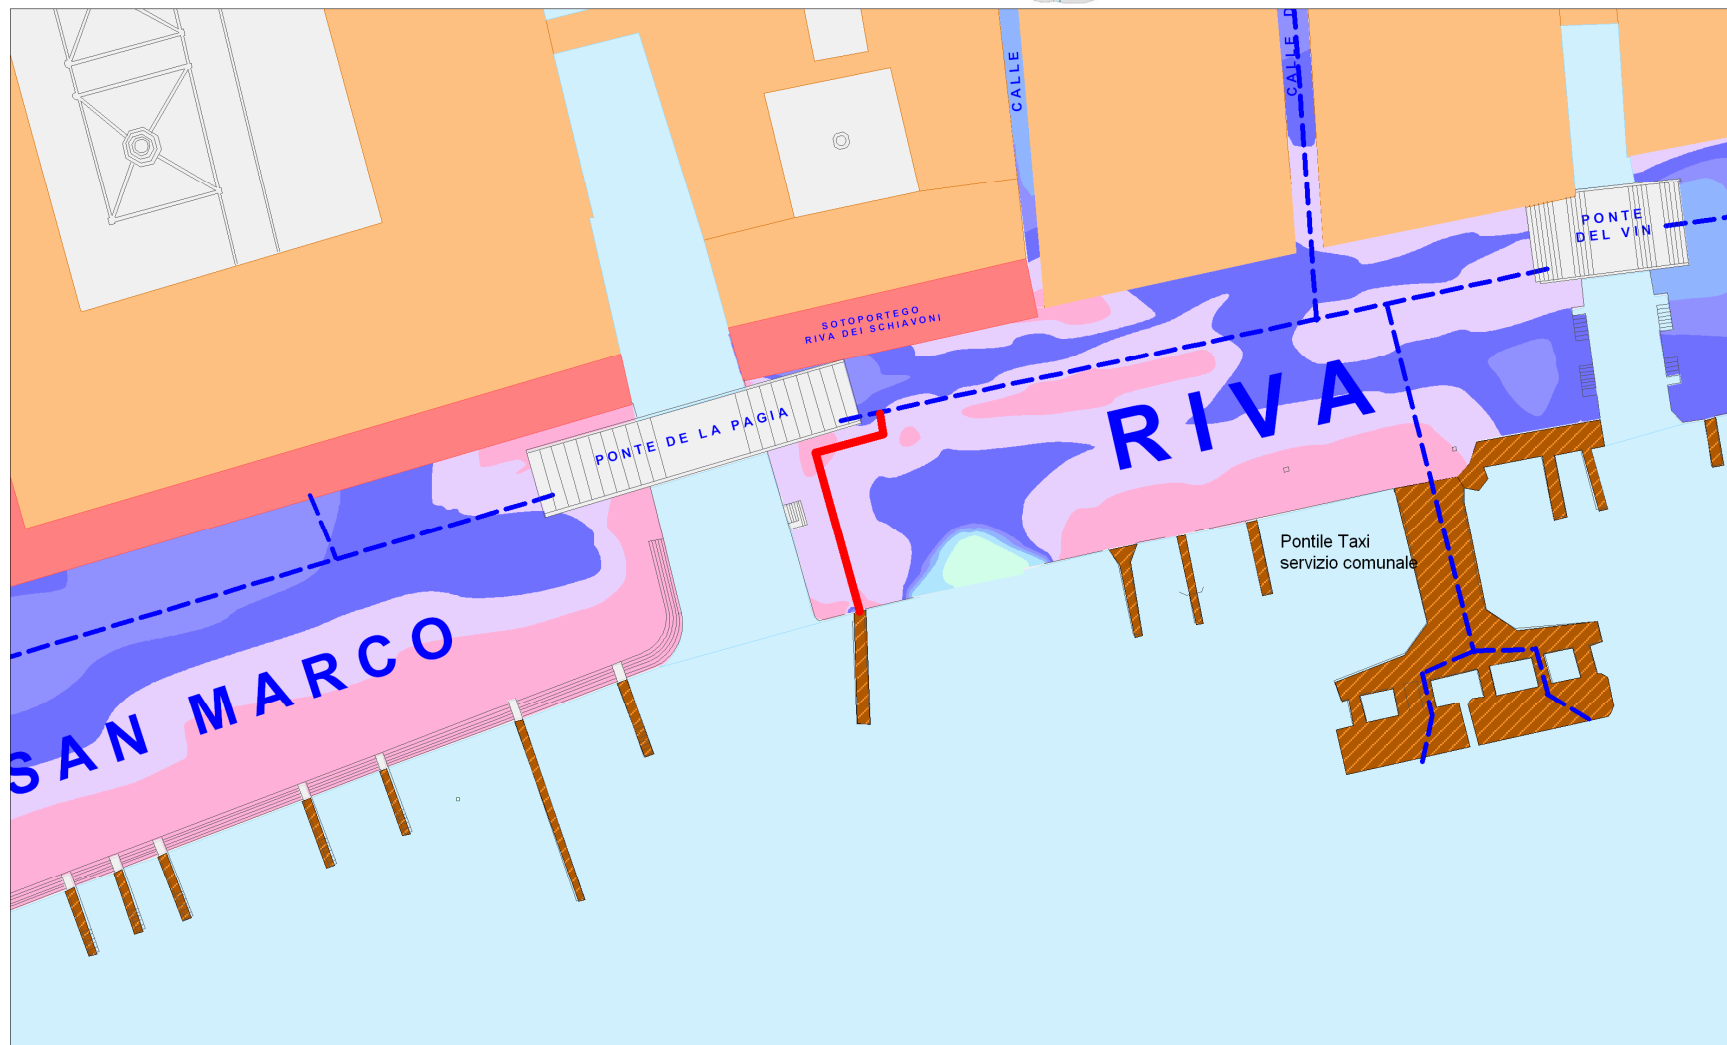 CALLE
CALLE D
PONTE
DEL VIN
SOTOPORTEGO
RIVA DEI SCHIAVONI
PONTE DE LA PAGIA
RIVA
Pontile Taxi
servizio comunale
SAN MARCO